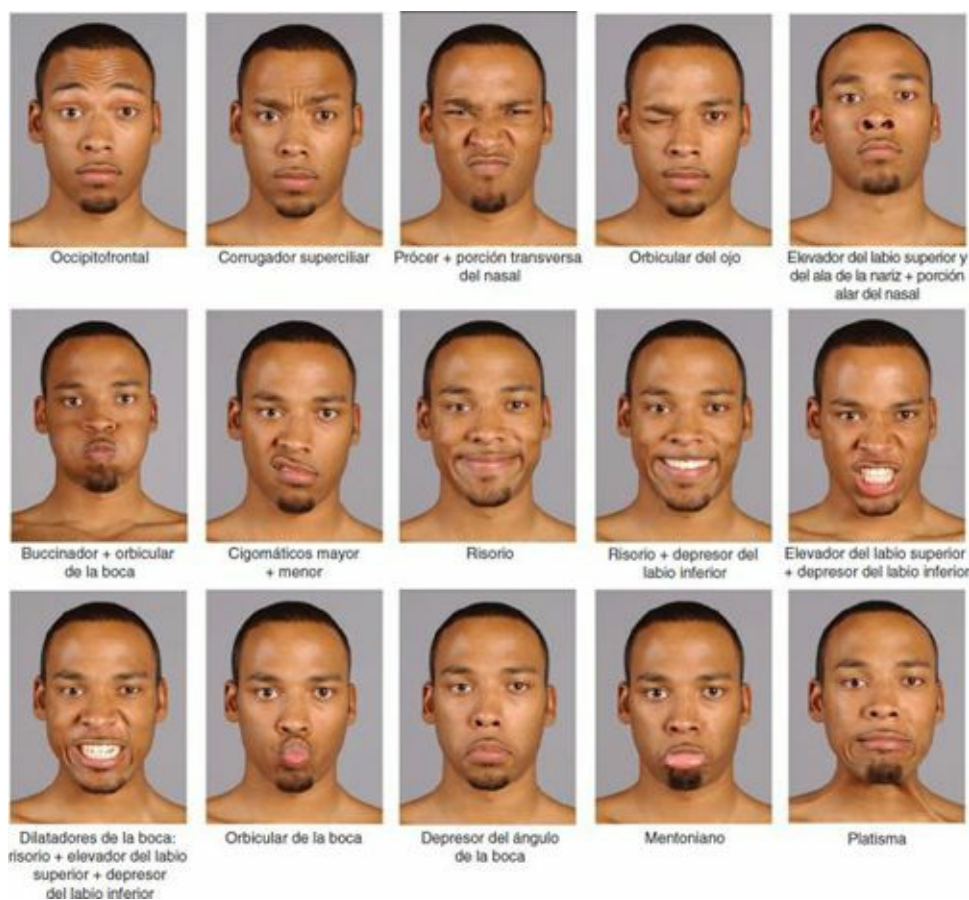 Occipitofrontal
Corrugador superciliar
Prócer + porción transversa
del nasal
Orbicular del ojo
Elevador del labio superior y
del ala de la nariz + porción
alar del nasal
Buccinador + orbicular
de la boca
Cigomáticos mayor
+ menor
Risorio
Risorio + depresor del
labio inferior
Elevador del labio superior
+ depresor del labio inferior
Dilatadores de la boca:
risorio + elevador del labio
superior + depresor
del labio inferior
Orbicular de la boca
Depresor del ángulo
de la boca
Mentoniano
Platisma